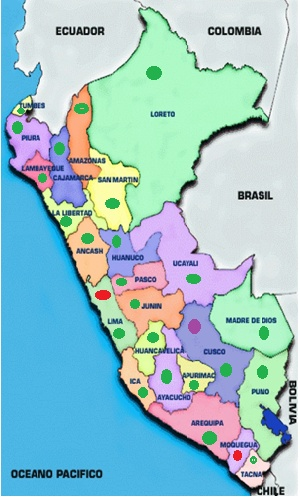 ECUADOR
COLOMBIA
TUMBES
LORETO
PIURA
AMAZONAS
LAMBAYEQUE
CAJAMARCA
SAN MARTIN
BRASIL
LA LIBERTAD
ANCASH
HUANUCO
UCAYALI
PASCO
JUNIN
LIMA
MADRE DE DIOS
HUANCAVELICA
CUSCO
ICA
APURIMAC
PUNO
AYACUCHO
BOLIVIA
AREQUIPA
MOQUEGUA
OCEANO PACIFICO
TACNA
CHILE